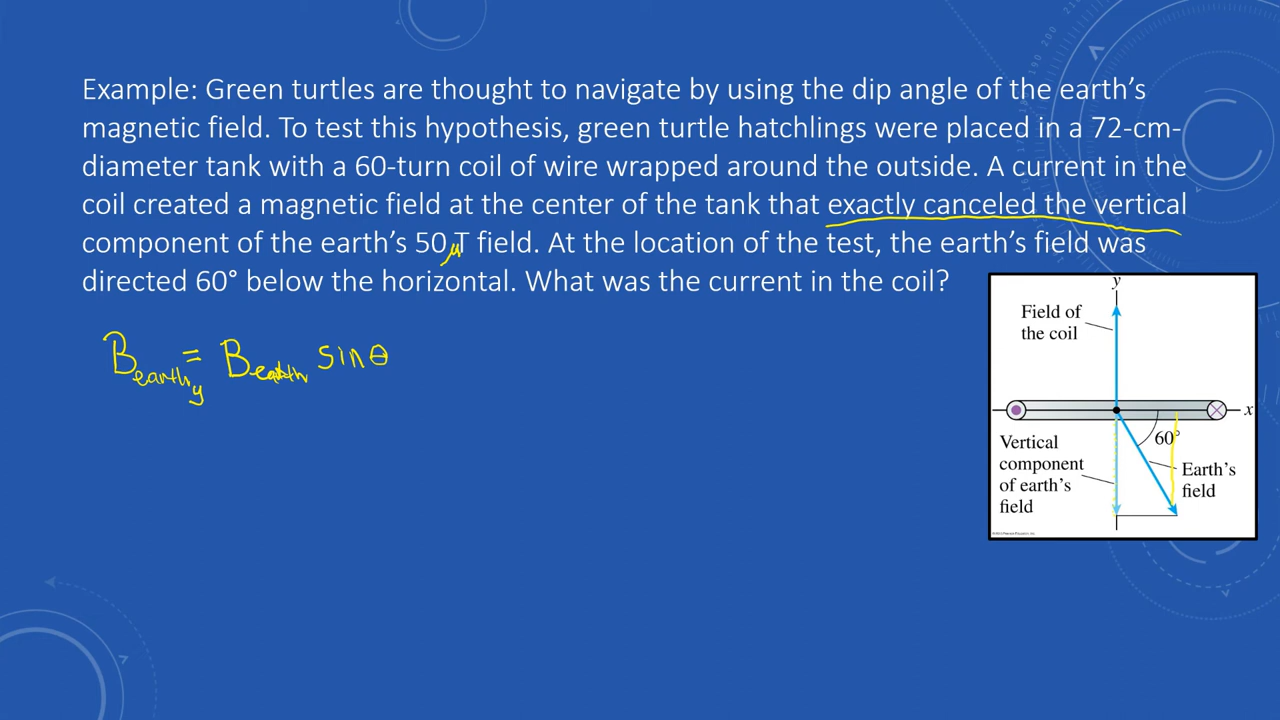 Example: Green turtles are thought to navigate by using the dip angle of the earth’s
magnetic field. To test this hypothesis, green turtle hatchlings were placed in a 72-cm-
diameter tank with a 60-turn coil of wire wrapped around the outside. A current in the
coil created a magnetic field at the center of the tank that exactly canceled the vertical
component of the earth’s 50 μT field. At the location of the test, the earth’s field was
directed 60° below the horizontal. What was the current in the coil?
B earth y = B earth sin θ
y
Field of
the coil
x
60°
Vertical
component
of earth’s
field
Earth’s
field